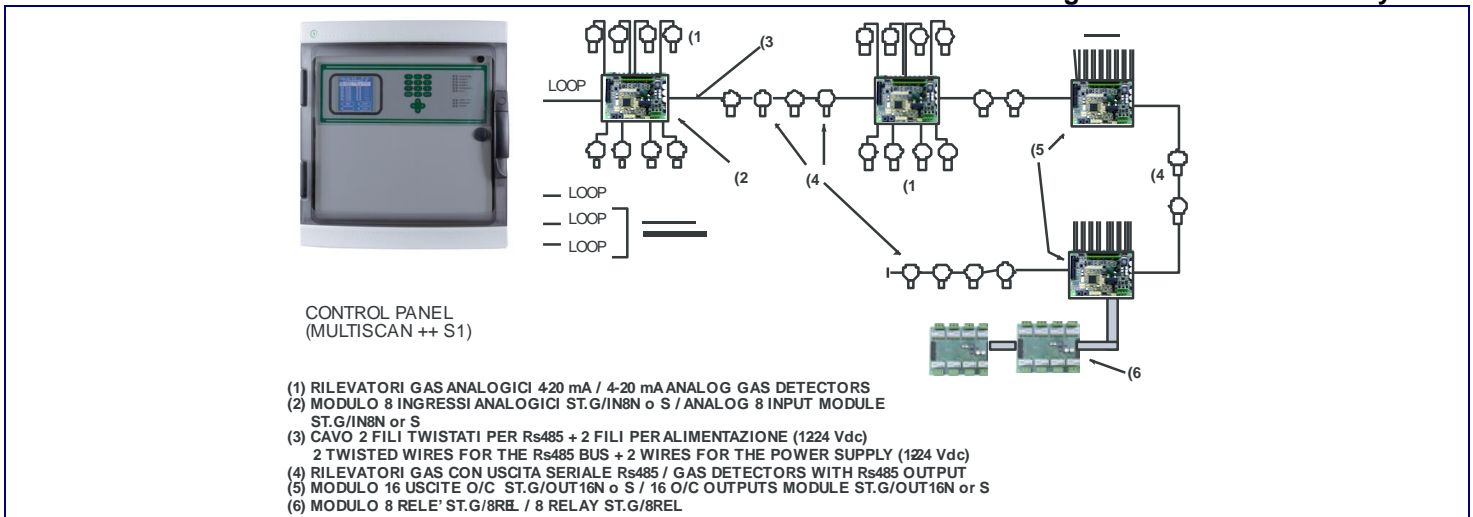 (1
(3
LOOP
(5
(4
(2
(4
(1
LOOP
LOOP
LOOP
CONTROL PANEL
(MULTISCAN ++ S1)
(6
(1) RILEVATORI GAS ANALOGICI 4-20 mA / 4-20 mA ANALOG GAS DETECTORS
(2) MODULO 8 INGRESSI ANALOGICI ST.G/IN8N o S / ANALOG 8 INPUT MODULE
ST.G/IN8N or S
(3) CAVO 2 FILI TWISTATI PER Rs485 + 2 FILI PER ALIMENTAZIONE (12-24 Vdc)
2 TWISTED WIRES FOR THE RS485 BUS + 2 WIRES FOR THE POWER SUPPLY (12-24 Vdc)
(4) RILEVATORI GAS CON USCITA SERIALE Rs485 / GAS DETECTORS WITH Rs485 OUTPUT
(5) MODULO 16 USCITE O/C ST.G/OUT16N o S / 16 O/C OUTPUTS MODULE ST.G/OUT16N or S
(6) MODULO 8 RELE' ST.G/8REL / 8 RELAY ST.G/8REL